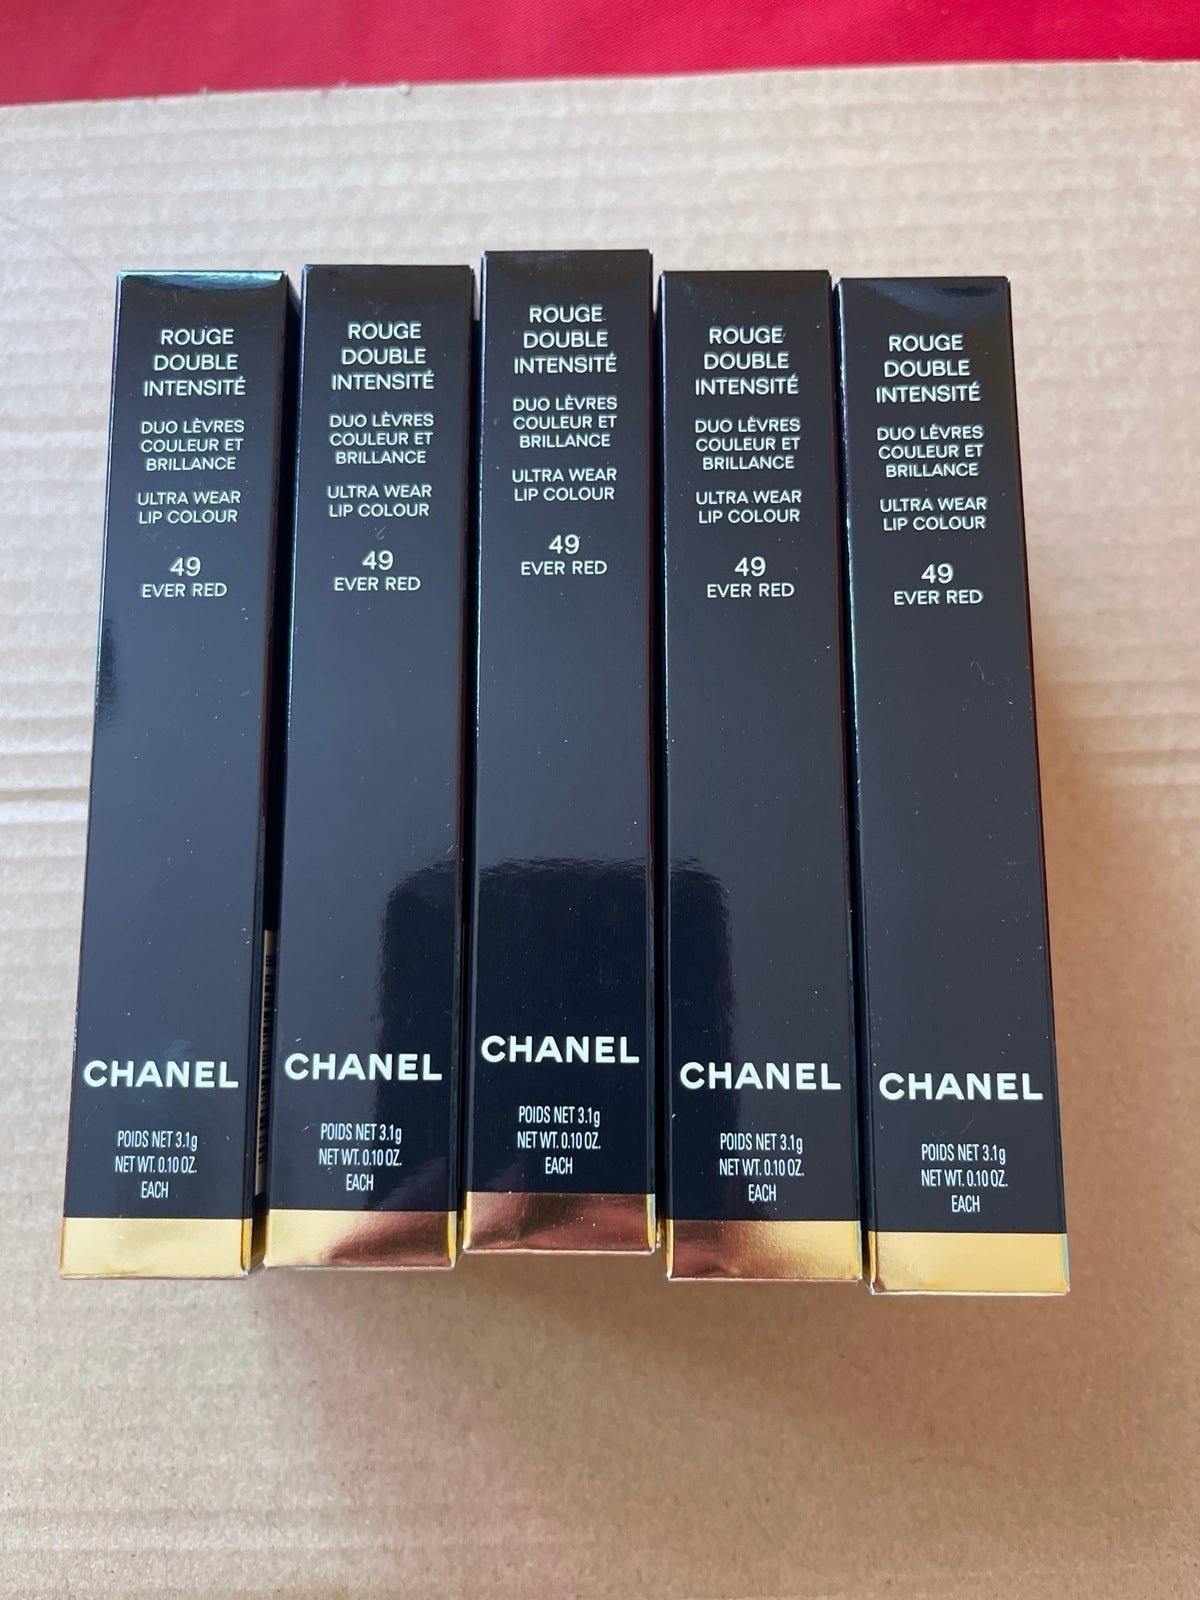 ROUGE
DOUBLE
INTENSITÉ
DUO LÈVRES
COULEUR ET
BRILLANCE
ULTRA WEAR
LIP COLOUR
49
EVER RED
CHANEL
POIDS NET 3.1g
NET WT. 0.10 OZ.
EACH
ROUGE
DOUBLE
INTENSITÉ
DUO LÈVRES
COULEUR ET
BRILLANCE
ULTRA WEAR
LIP COLOUR
49
EVER RED
CHANEL
POIDS NET 3.1g
NET WT. 0.10 OZ.
EACH
ROUGE
DOUBLE
INTENSITÉ
DUO LÈVRES
COULEUR ET
BRILLANCE
ULTRA WEAR
LIP COLOUR
49
EVER RED
CHANEL
POIDS NET 3.1g
NET WT. 0.10 OZ.
EACH
ROUGE
DOUBLE
INTENSITÉ
DUO LÈVRES
COULEUR ET
BRILLANCE
ULTRA WEAR
LIP COLOUR
49
EVER RED
CHANEL
POIDS NET 3.1g
NET WT. 0.10 OZ.
EACH
ROUGE
DOUBLE
INTENSITÉ
DUO LÈVRES
COULEUR ET
BRILLANCE
ULTRA WEAR
LIP COLOUR
49
EVER RED
CHANEL
POIDS NET 3.1g
NET WT. 0.10 OZ.
EACH